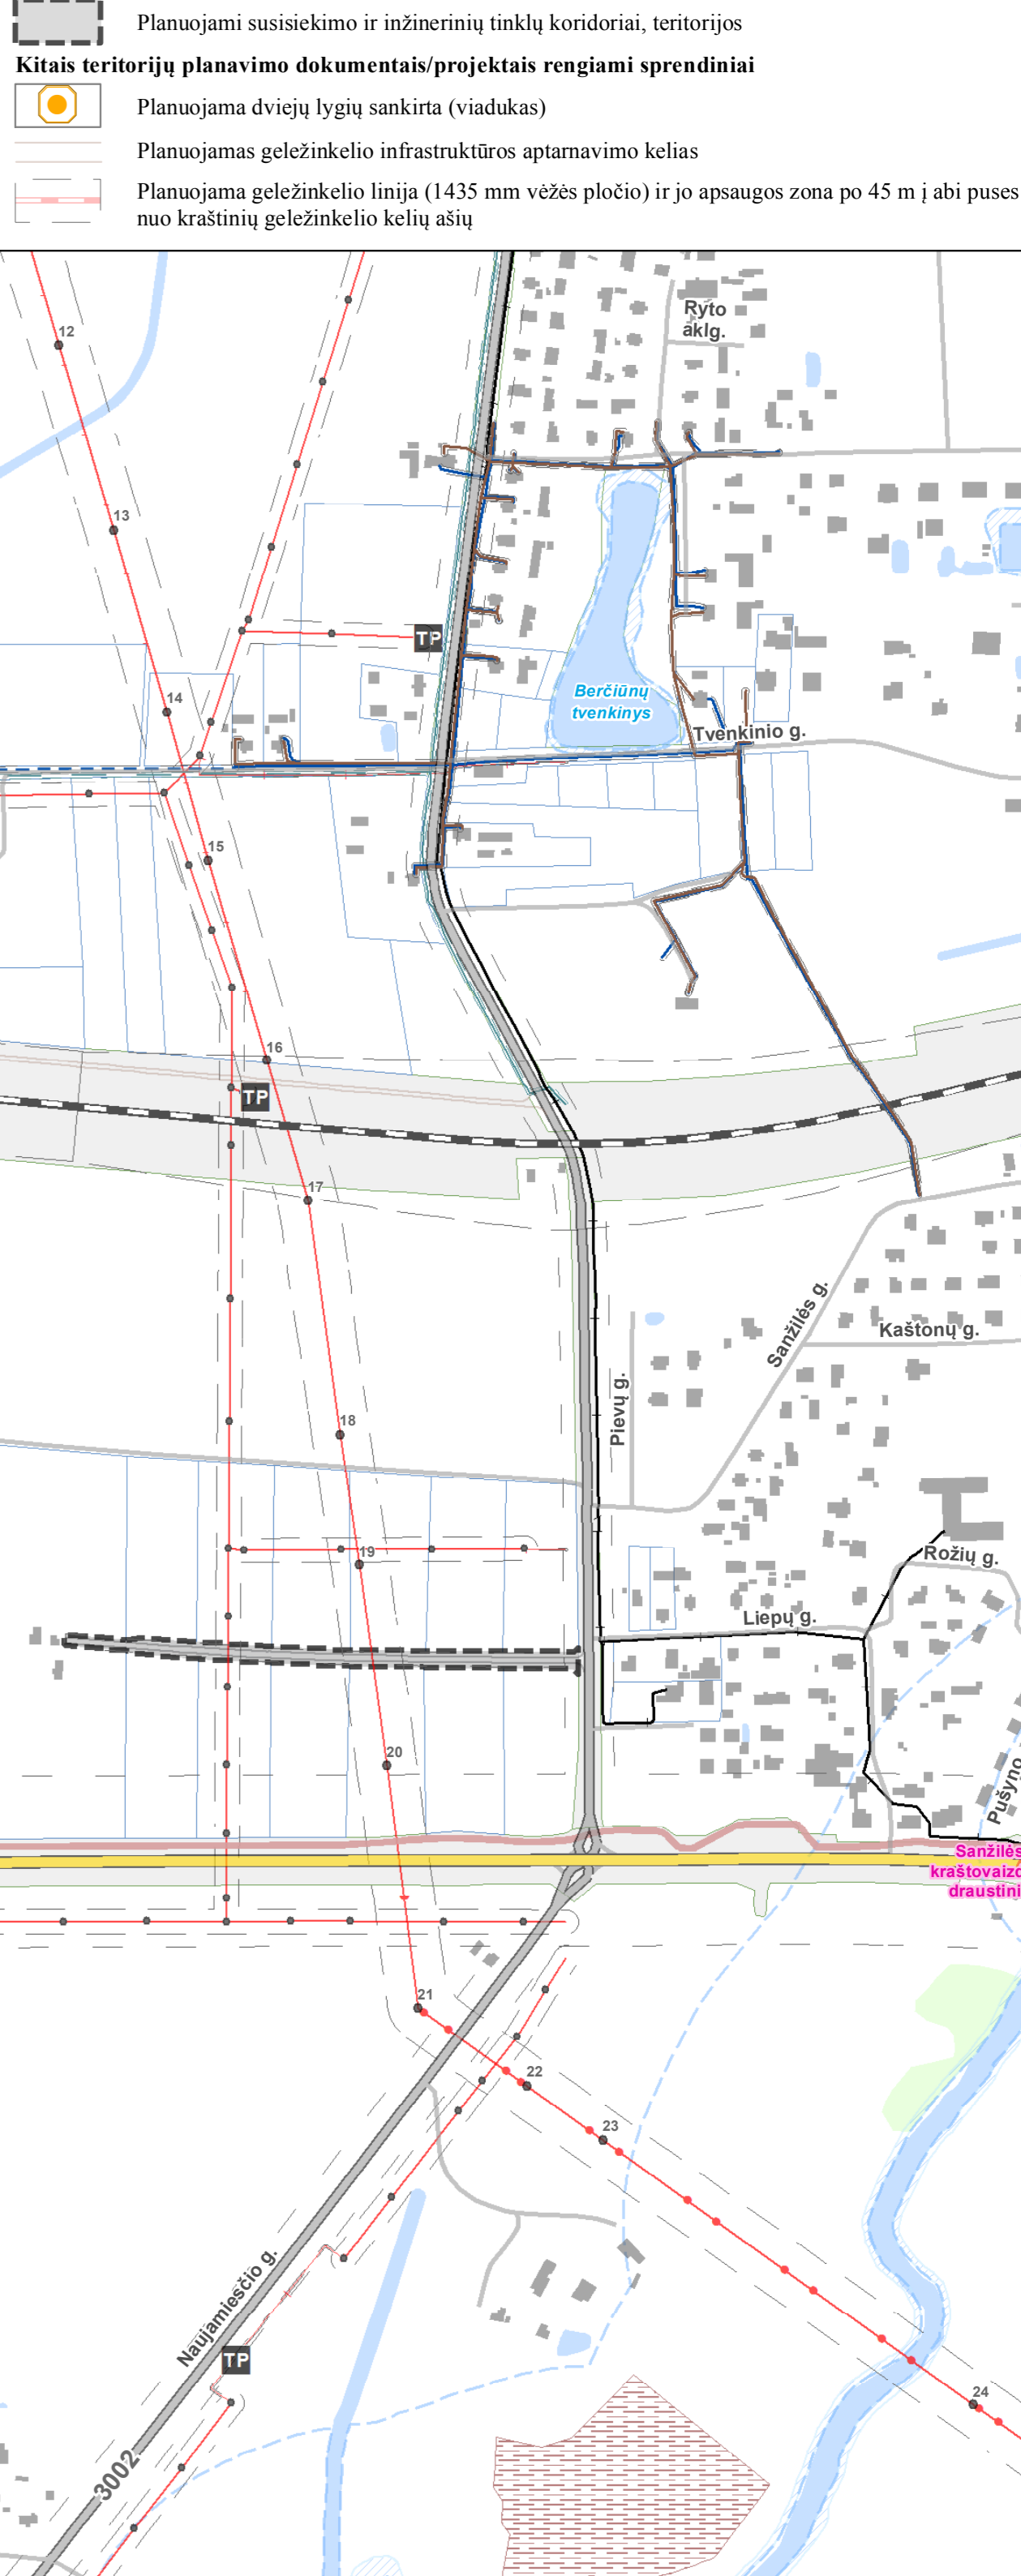 Planuojami susisiekimo ir inžinerinių tinklų koridoriai, teritorijos
Kitais teritorijų planavimo dokumentais/projektais rengiami sprendiniai
Planuojama dviejų lygių sankirta (viadukas)
Planuojamas geležinkelio infrastruktūros aptarnavimo kelias
Planuojama geležinkelio linija (1435 mm vėžės pločio) ir jo apsaugos zona po 45 m į abi puses
nuo kraštinių geležinkelio kelių ašių
Ryto
aklg.
12
13
TP
14
Berčiūnų
tvenkinys
Tvenkinio g.
15
16
TP
17
Sanžilės g.
Kaštonų g.
Pievų g.
18
19
Rožių g.
Liepų g.
20
Pušyno
Sanžilės
kraštovaizd
draustini
21
22
23
Naujamiesčio g.
TP
24
3002